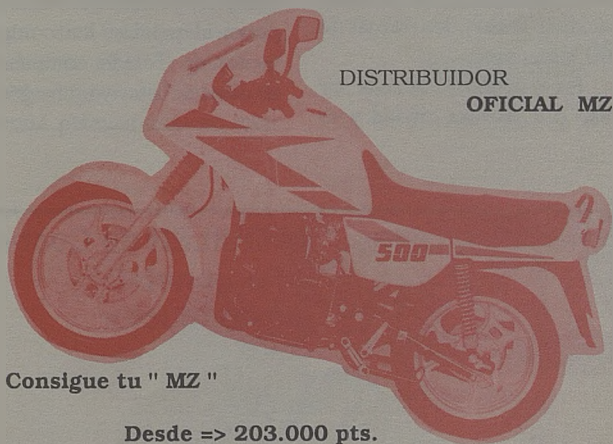 DISTRIBUIDOR
OFICIAL MZ
500
Consigue tu " MZ "
Desde => 203.000 pts.